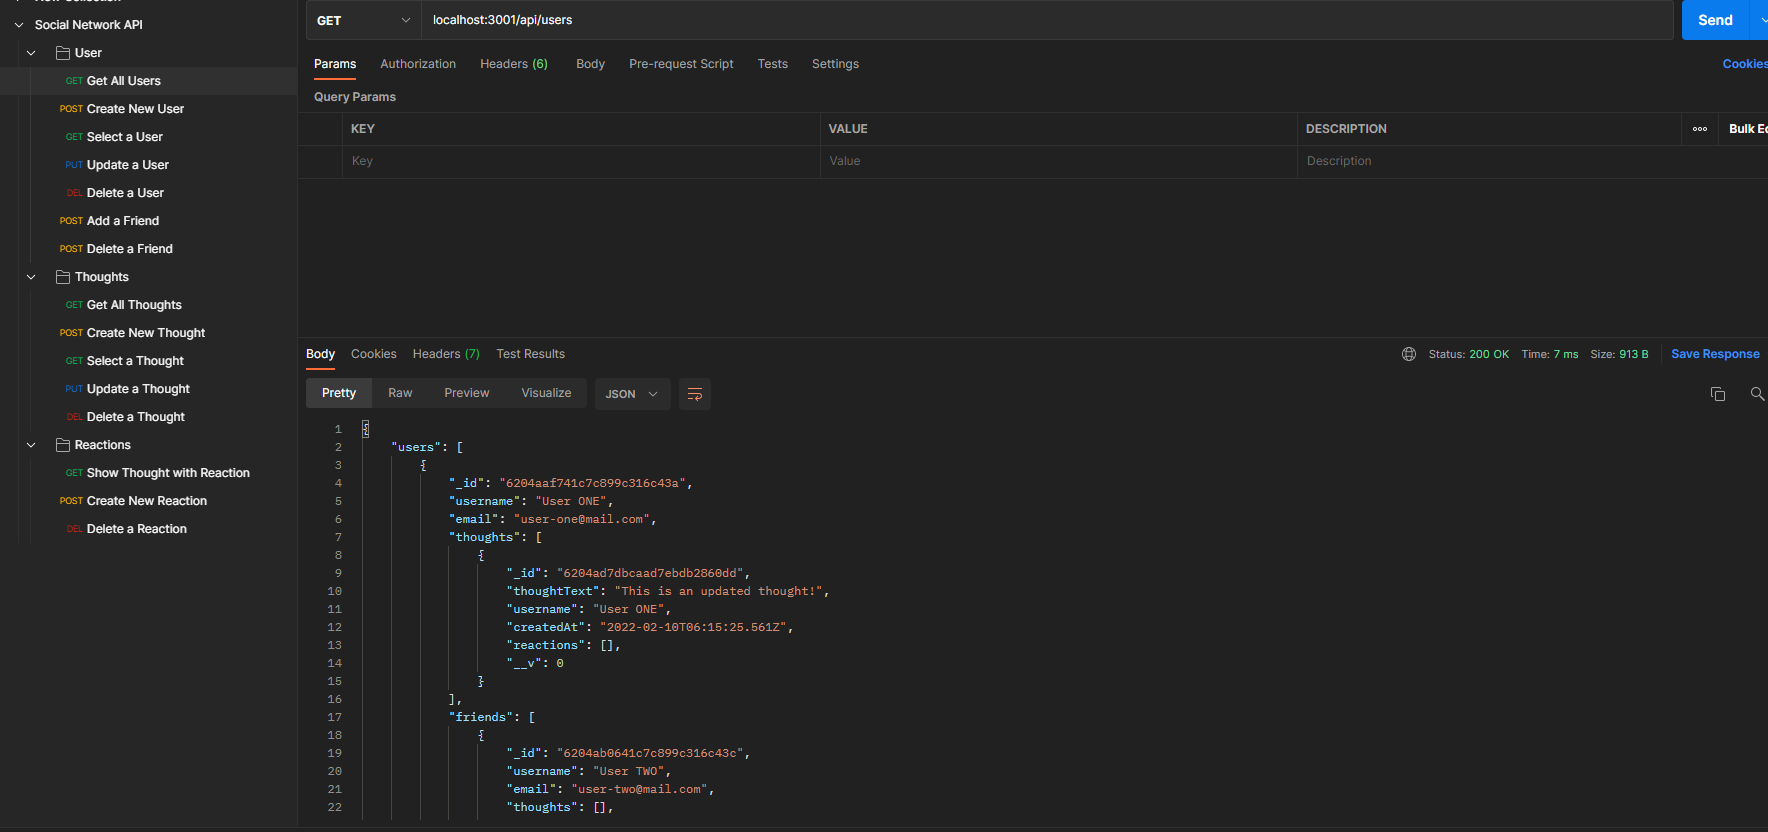 Social Network API
User
GET Get All Users
POST Create New User
GET Select a User
PUT Update a User
DEL Delete a User
POST Add a Friend
POST Delete a Friend
Thoughts
GET Get All Thoughts
POST Create New Thought
GET Select a Thought
PUT Update a Thought
DEL Delete a Thought
Reactions
GET Show Thought with Reaction
POST Create New Reaction
DEL Delete a Reaction
GET localhost:3001/api/users Send
Params Authorization Headers (6) Body Pre-request Script Tests Settings Cookies
Query Params
KEY VALUE DESCRIPTION ooo Bulk Ed
Key Value Description
Body Cookies Headers (7) Test Results Status: 200 OK Time: 7 ms Size: 913 B Save Response
Pretty Raw Preview Visualize JSON
1 {
2 "users": [
3 {
4 "_id": "6204aaf741c7c899c316c43a",
5 "username": "User ONE",
6 "email": "user-one@mail.com",
7 "thoughts": [
8 {
9 "_id": "6204ad7dbcaad7ebdb2860dd",
10 "thoughtText": "This is an updated thought!",
11 "username": "User ONE",
12 "createdAt": "2022-02-10T06:15:25.561Z",
13 "reactions": [],
14 "__v": 0
15 }
16 ],
17 "friends": [
18 {
19 "_id": "6204ab0641c7c899c316c43c",
20 "username": "User TWO",
21 "email": "user-two@mail.com",
22 "thoughts": [],